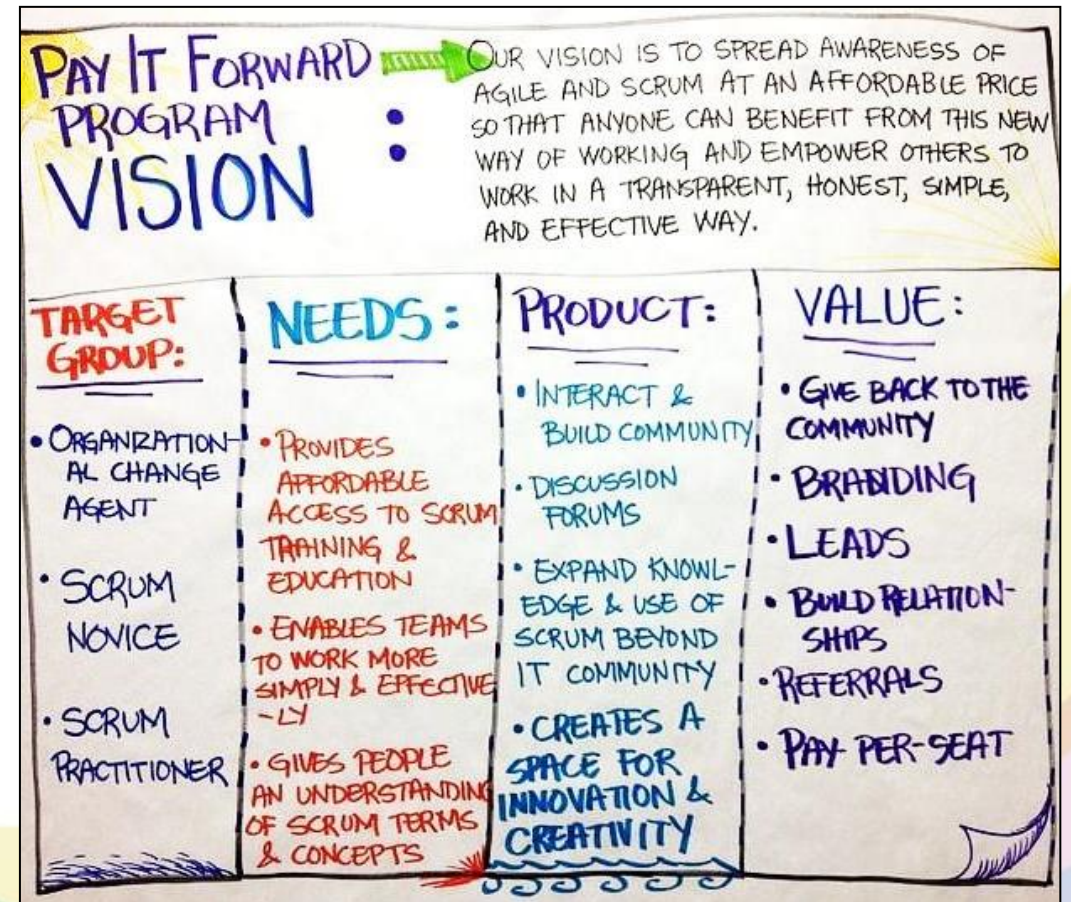 PAY IT FORWARD
PROGRAM
VISION :
OUR VISION IS TO SPREAD AWARENESS OF
AGILE AND SCRUM AT AN AFFORDABLE PRICE
SO THAT ANYONE CAN BENEFIT FROM THIS NEW
WAY OF WORKING AND EMPOWER OTHERS TO
WORK IN A TRANSPARENT, HONEST, SIMPLE,
AND EFFECTIVE WAY.
TARGET
GROUP:
• ORGANIZATION-
AL CHANGE
AGENT
• SCRUM
NOVICE
• SCRUM
PRACTITIONER
NEEDS:
• PROVIDES
AFFORDABLE
ACCESS TO SCRUM
TRAINING &
EDUCATION
• ENABLES TEAMS
TO WORK MORE
SIMPLY & EFFECTIVE
-LY
• GIVES PEOPLE
AN UNDERSTANDING
OF SCRUM TERMS
& CONCEPTS
PRODUCT:
• INTERACT &
BUILD COMMUNITY
• DISCUSSION
FORUMS
• EXPAND KNOWL-
EDGE & USE OF
SCRUM BEYOND
IT COMMUNITY
• CREATES A
SPACE FOR
INNOVATION &
CREATIVITY
VALUE:
• GIVE BACK TO THE
COMMUNITY
• BRANDING
• LEADS
• BUILD RELATION-
SHIPS
• REFERRALS
• PAY PER-SEAT